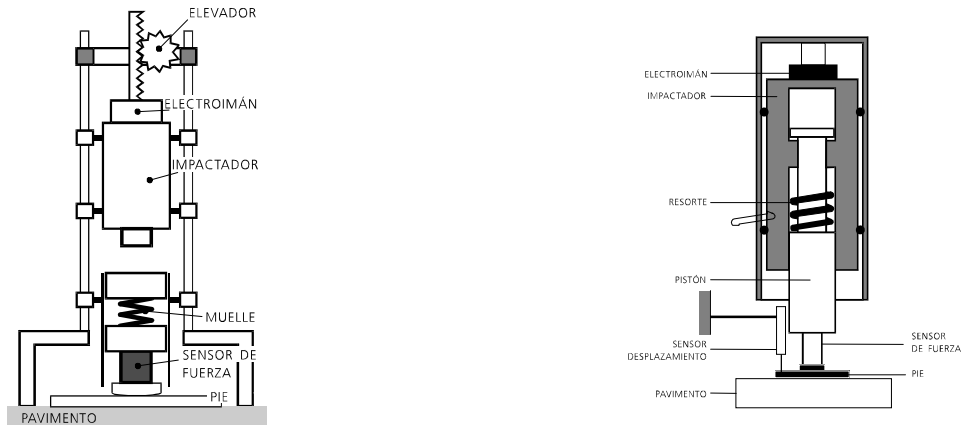 ELEVADOR
ELECTROIMÁN
IMPACTADOR
MUELLE
SENSOR DE
FUERZA
PIE
PAVIMENTO
ELECTROIMÁN
IMPACTADOR
RESORTE
PISTÓN
SENSOR
DESPLAZAMIENTO
SENSOR
DE FUERZA
PIE
PAVIMENTO